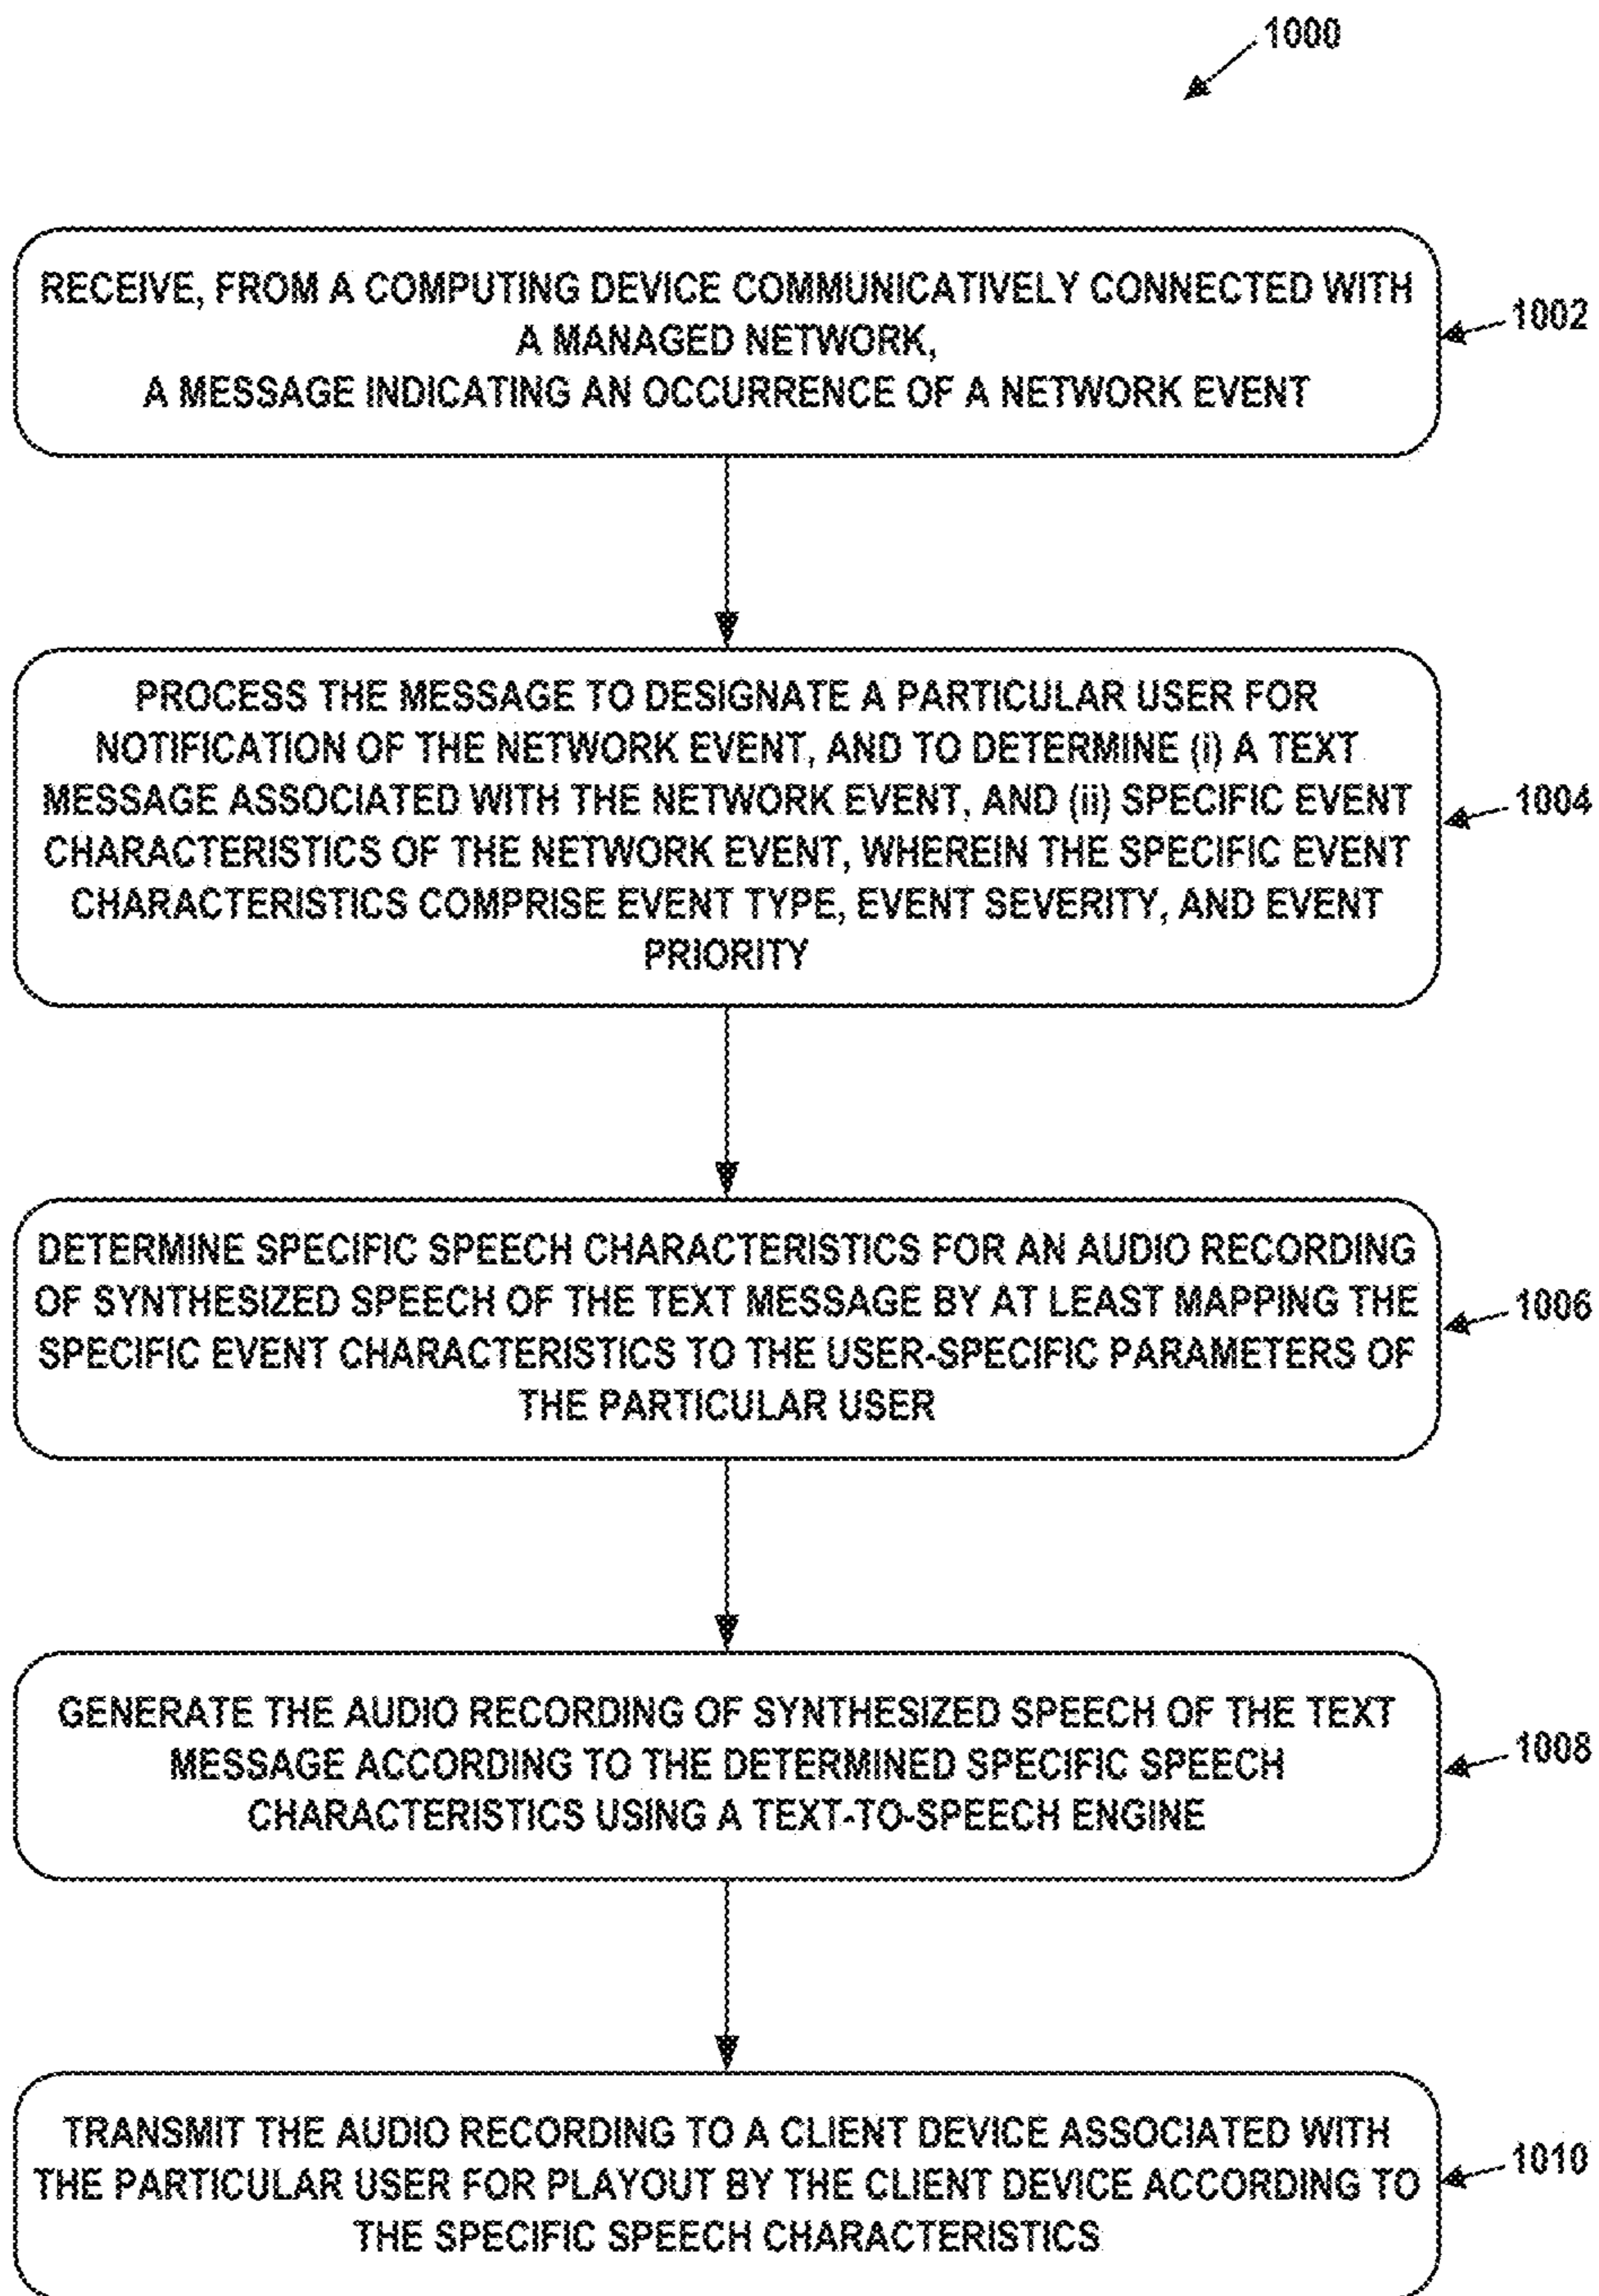 1000
RECEIVE, FROM A COMPUTING DEVICE COMMUNICATIVELY CONNECTED WITH
A MANAGED NETWORK,
A MESSAGE INDICATING AN OCCURRENCE OF A NETWORK EVENT
1002
PROCESS THE MESSAGE TO DESIGNATE A PARTICULAR USER FOR
NOTIFICATION OF THE NETWORK EVENT, AND TO DETERMINE (i) A TEXT
MESSAGE ASSOCIATED WITH THE NETWORK EVENT, AND (ii) SPECIFIC EVENT
CHARACTERISTICS OF THE NETWORK EVENT, WHEREIN THE SPECIFIC EVENT
CHARACTERISTICS COMPRISE EVENT TYPE, EVENT SEVERITY, AND EVENT
PRIORITY
1004
DETERMINE SPECIFIC SPEECH CHARACTERISTICS FOR AN AUDIO RECORDING
OF SYNTHESIZED SPEECH OF THE TEXT MESSAGE BY AT LEAST MAPPING THE
SPECIFIC EVENT CHARACTERISTICS TO THE USER-SPECIFIC PARAMETERS OF
THE PARTICULAR USER
1006
GENERATE THE AUDIO RECORDING OF SYNTHESIZED SPEECH OF THE TEXT
MESSAGE ACCORDING TO THE DETERMINED SPECIFIC SPEECH
CHARACTERISTICS USING A TEXT-TO-SPEECH ENGINE
1008
TRANSMIT THE AUDIO RECORDING TO A CLIENT DEVICE ASSOCIATED WITH
THE PARTICULAR USER FOR PLAYOUT BY THE CLIENT DEVICE ACCORDING TO
THE SPECIFIC SPEECH CHARACTERISTICS
1010